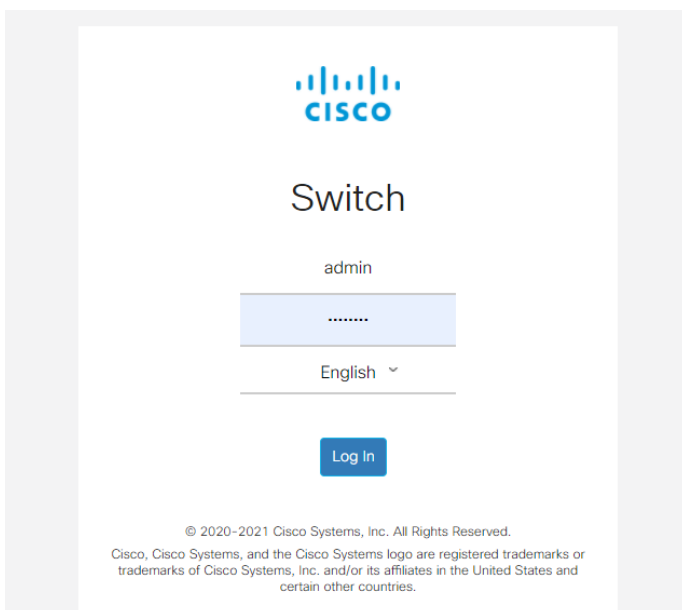 CISCO
Switch
admin
........
English
Log In
© 2020-2021 Cisco Systems, Inc. All Rights Reserved.
Cisco, Cisco Systems, and the Cisco Systems logo are registered trademarks or
trademarks of Cisco Systems, Inc. and/or its affiliates in the United States and
certain other countries.